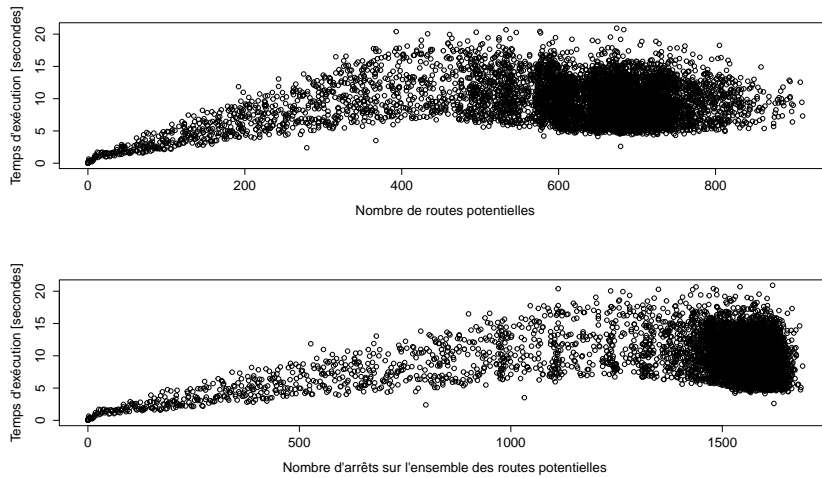 Temps d'exécution [secondes]
20
15
10
5
0
0 200 400 600 800
Nombre de routes potentielles
Temps d'exécution [secondes]
20
15
10
5
0
0 500 1000 1500
Nombre d'arrêts sur l'ensemble des routes potentielles